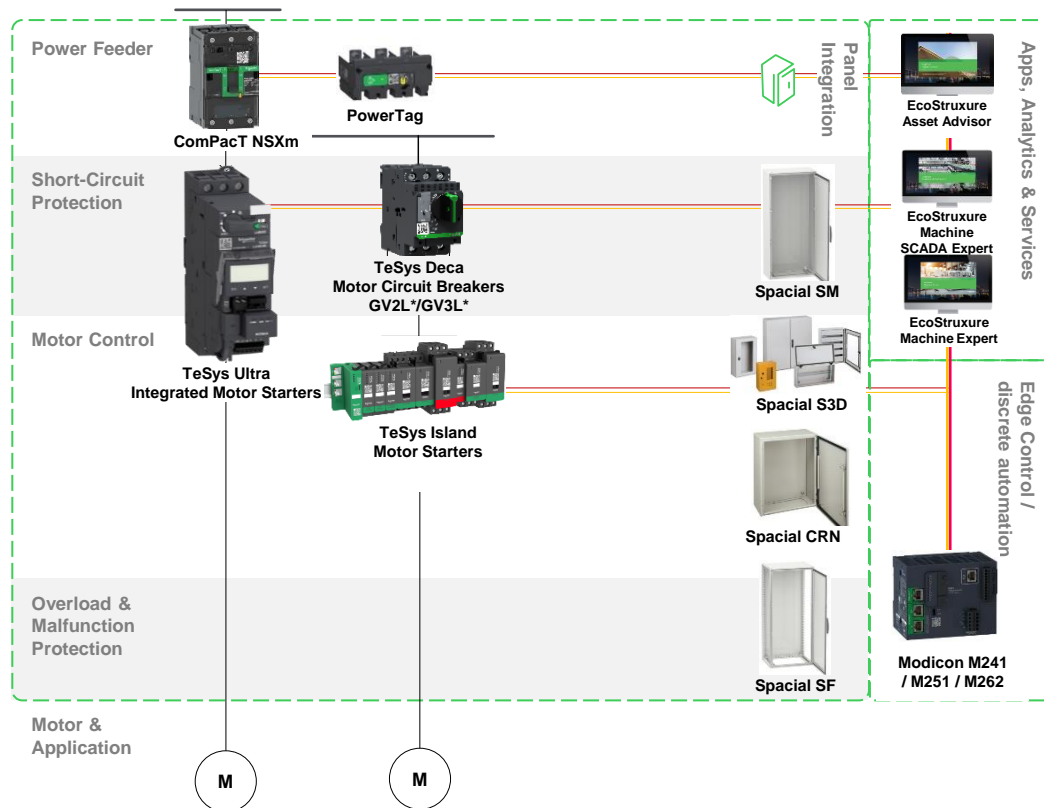 Power Feeder
ComPacT NSXm
PowerTag
Panel
Integration
Short-Circuit
Protection
TeSys Deca
Motor Circuit Breakers
GV2L*/GV3L*
Spacial SM
Motor Control
TeSys Ultra
Integrated Motor Starters
TeSys Island
Motor Starters
Spacial S3D
Spacial CRN
Overload &
Malfunction
Protection
Spacial SF
Motor &
Application
M
M
Apps, Analytics & Services
EcoStruxure
Asset Advisor
EcoStruxure
Machine
SCADA Expert
EcoStruxure
Machine Expert
Edge Control /
discrete automation
Modicon M241
/ M251 / M262